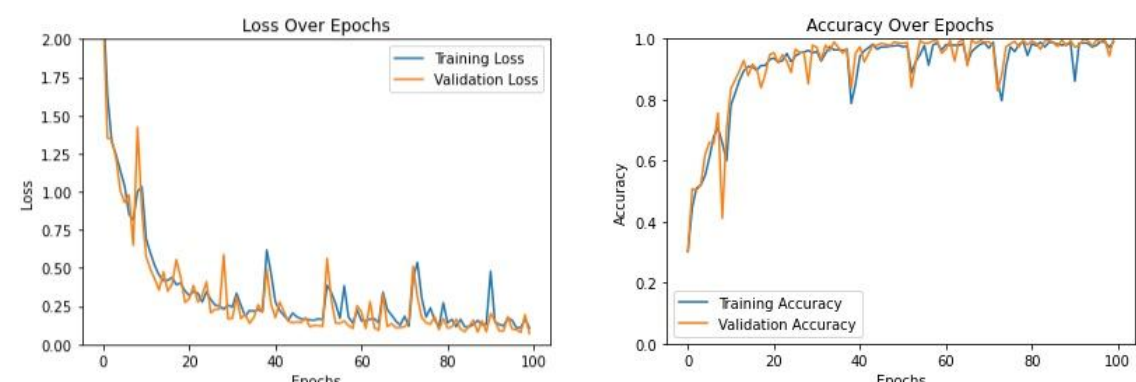 Loss Over Epochs
2.00
1.75
1.50
1.25
1.00
0.75
0.50
0.25
0.00
Loss
Training Loss
Validation Loss
0 20 40 60 80 100
Epochs
Accuracy Over Epochs
1.0
0.8
0.6
0.4
0.2
0.0
Accuracy
Training Accuracy
Validation Accuracy
0 20 40 60 80 100
Epochs